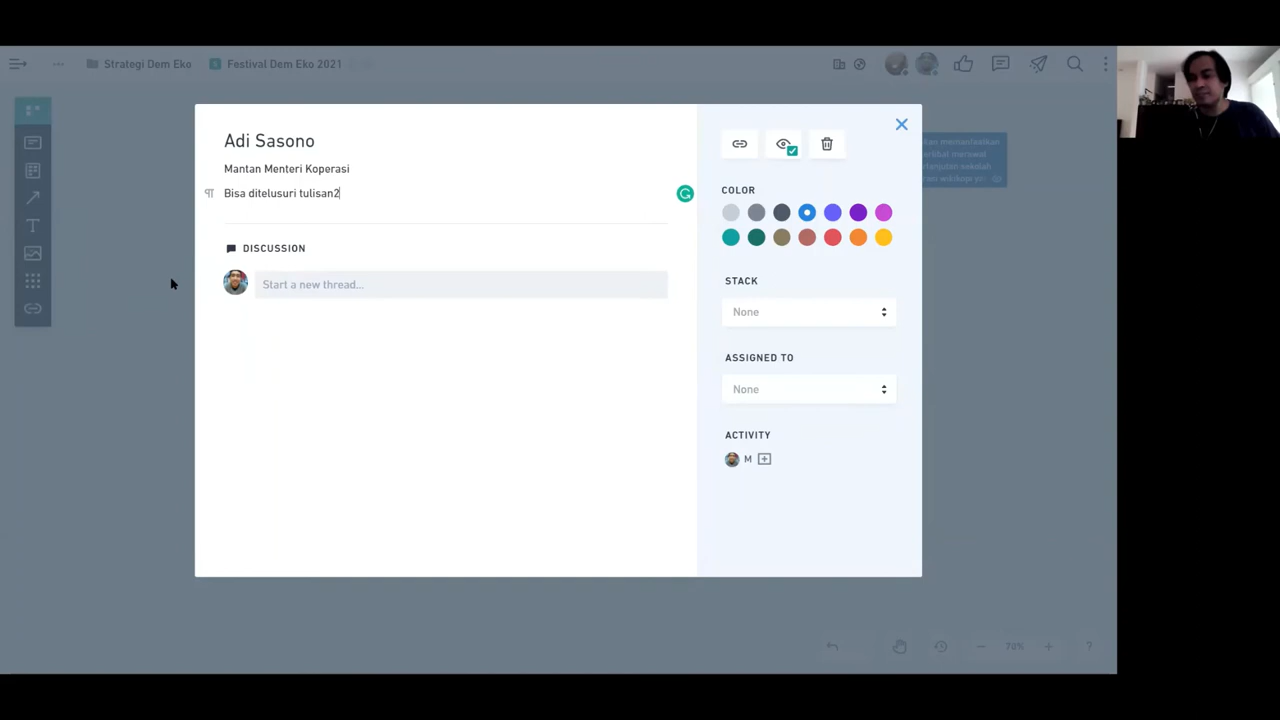 Strategi Dem Eko
Festival Dem Eko 2021
Adi Sasono
Mantan Menteri Koperasi
Bisa ditelusuri tulisan2
DISCUSSION
Start a new thread...
COLOR
STACK
None
ASSIGNED TO
None
ACTIVITY
M
70%
?